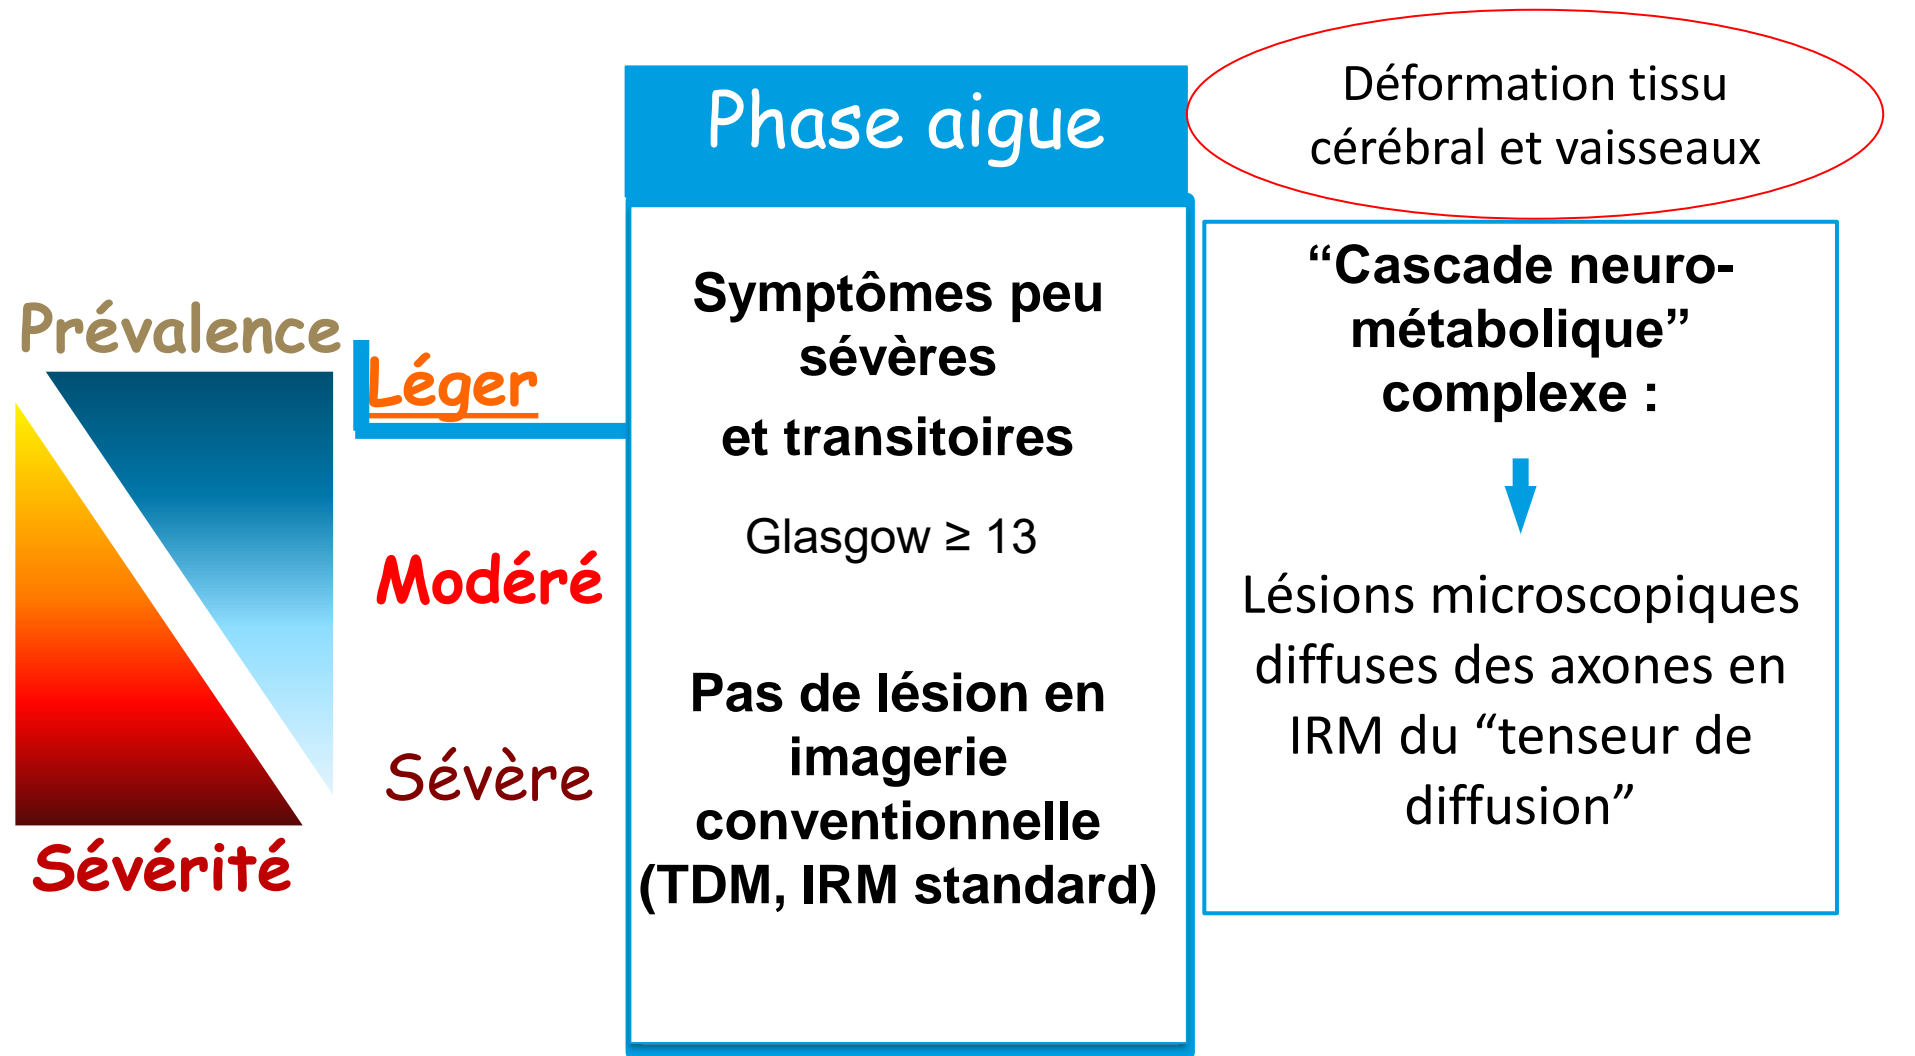 Phase aigue
Déformation tissu
cérébral et vaisseaux
Prévalence
Léger
Modéré
Sévère
Sévérité
Symptômes peu
sévères
et transitoires
Glasgow ≥ 13
Pas de lésion en
imagerie
conventionnelle
(TDM, IRM standard)
“Cascade neuro-
métabolique”
complexe :
Lésions microscopiques
diffuses des axones en
IRM du “tenseur de
diffusion”